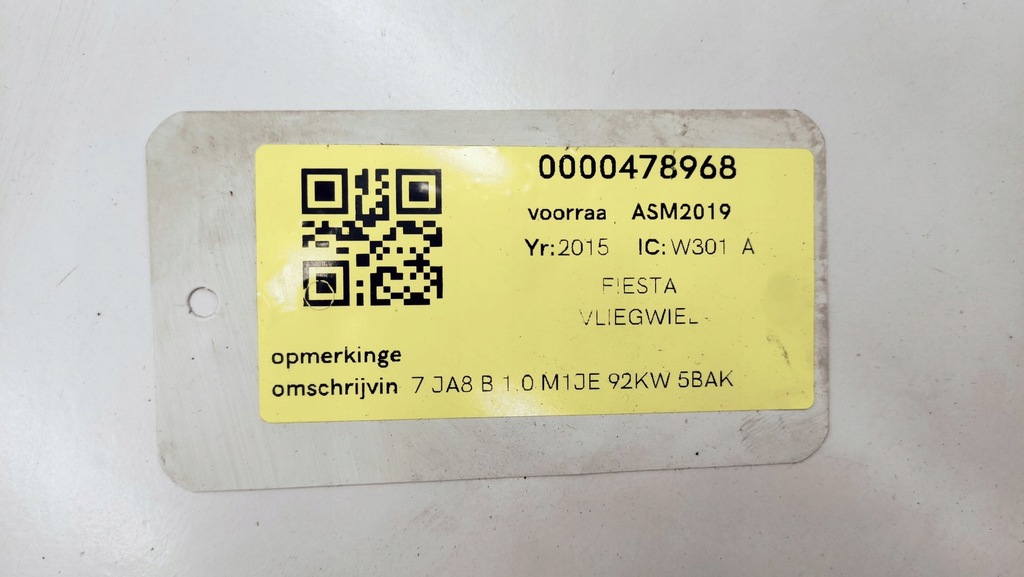 0000478968
voorraa ASM2019
Yr:2015 IC:W301 A
FIESTA
VLIEGWIEL
opmerkinge
omschrijvin 7 JA8 B 1.0 M1JE 92KW 5BAK